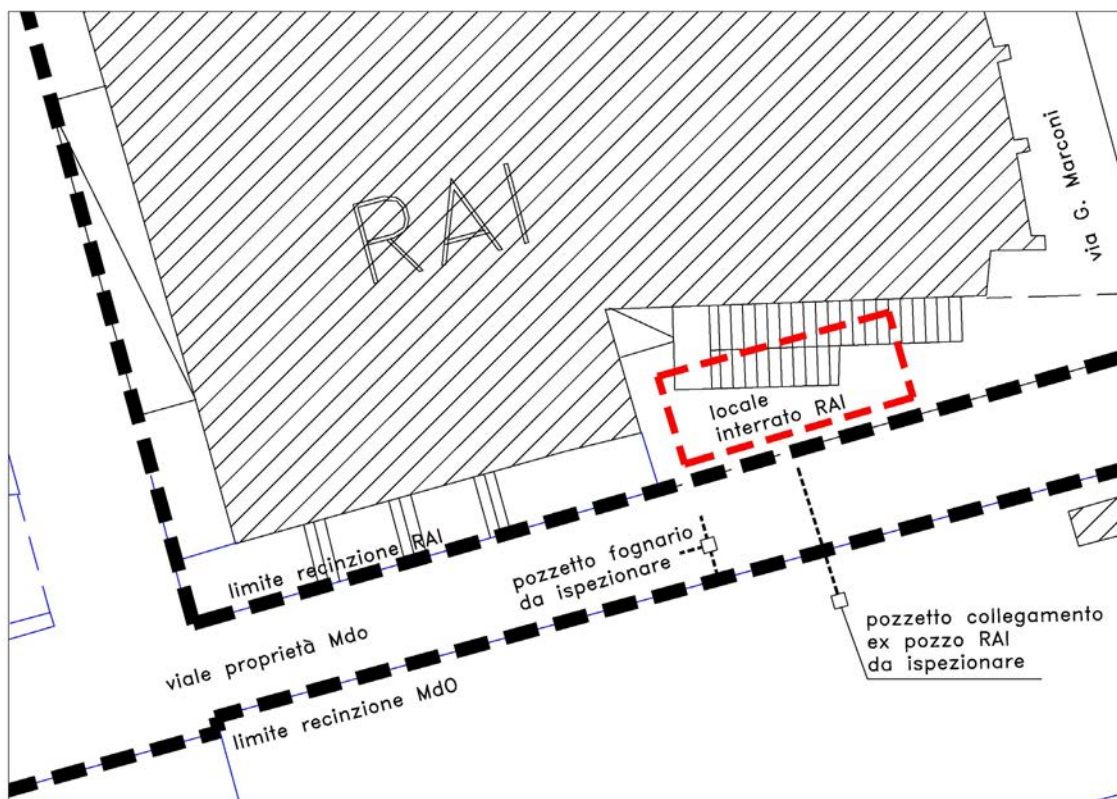 RAI
via G. Marconi
locale
interrato RAI
limite recinzione RAI
pozzetto fognario
da ispezionare
pozzetto collegamento
ex pozzo RAI
da ispezionare
viale proprietà Mdo
limite recinzione MdO